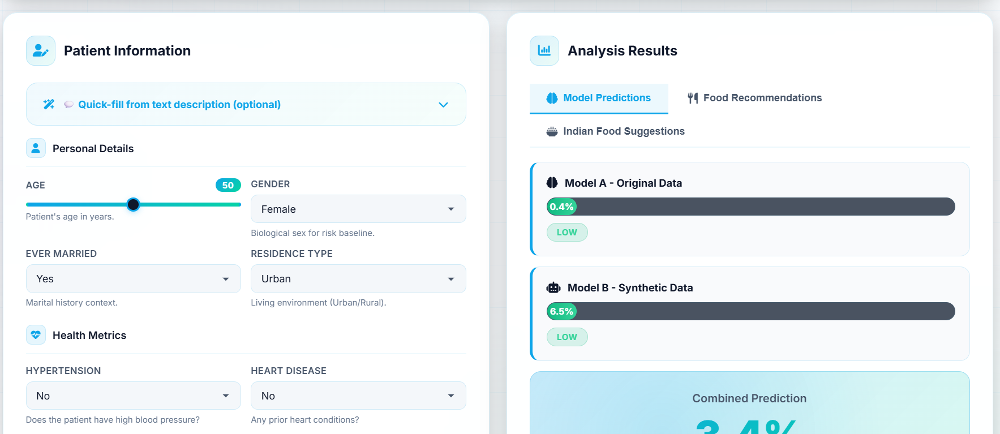 Patient Information
Quick-fill from text description (optional)
Personal Details
AGE 50
Patient's age in years.
GENDER
Female
Biological sex for risk baseline.
EVER MARRIED
Yes
Marital history context.
RESIDENCE TYPE
Urban
Living environment (Urban/Rural).
Health Metrics
HYPERTENSION
No
Does the patient have high blood pressure?
HEART DISEASE
No
Any prior heart conditions?
Analysis Results
Model Predictions
Food Recommendations
Indian Food Suggestions
Model A - Original Data
0.4%
LOW
Model B - Synthetic Data
6.5%
LOW
Combined Prediction
3.4%